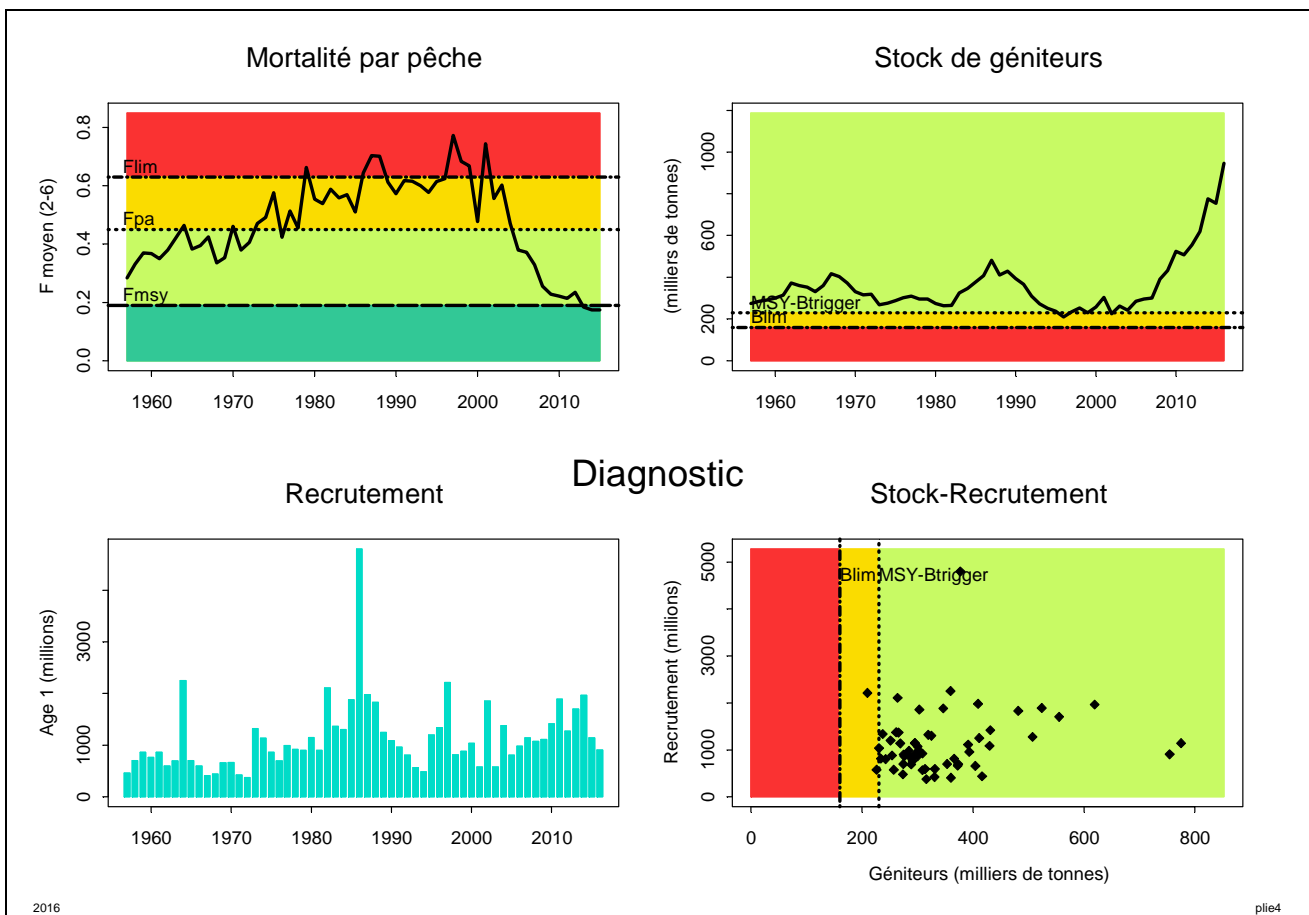 Mortalité par pêche
F moyen (2-6)
0.0 0.2 0.4 0.6 0.8
Flim
Fpa
Fmsy
1960 1970 1980 1990 2000 2010
Stock de géniteurs
(milliers de tonnes)
0 200 600 1000
MSY-Btrigger
Blim
1960 1970 1980 1990 2000 2010
Diagnostic
Recrutement
Age 1 (millions)
0 1000 3000
1960 1970 1980 1990 2000 2010
Stock-Recrutement
Recrutement (millions)
0 1000 3000 5000
Blim MSY-Btrigger
0 200 400 600 800
Géniteurs (milliers de tonnes)
2016
plie4